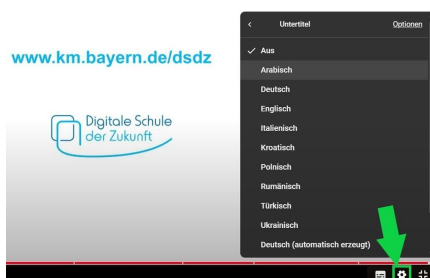 www.km.bayern.de/dsdz
Digitale Schule
der Zukunft
Untertitel Optionen
Aus
Arabisch
Deutsch
Englisch
Italienisch
Kroatisch
Polnisch
Rumänisch
Türkisch
Ukrainisch
Deutsch (automatisch erzeugt)